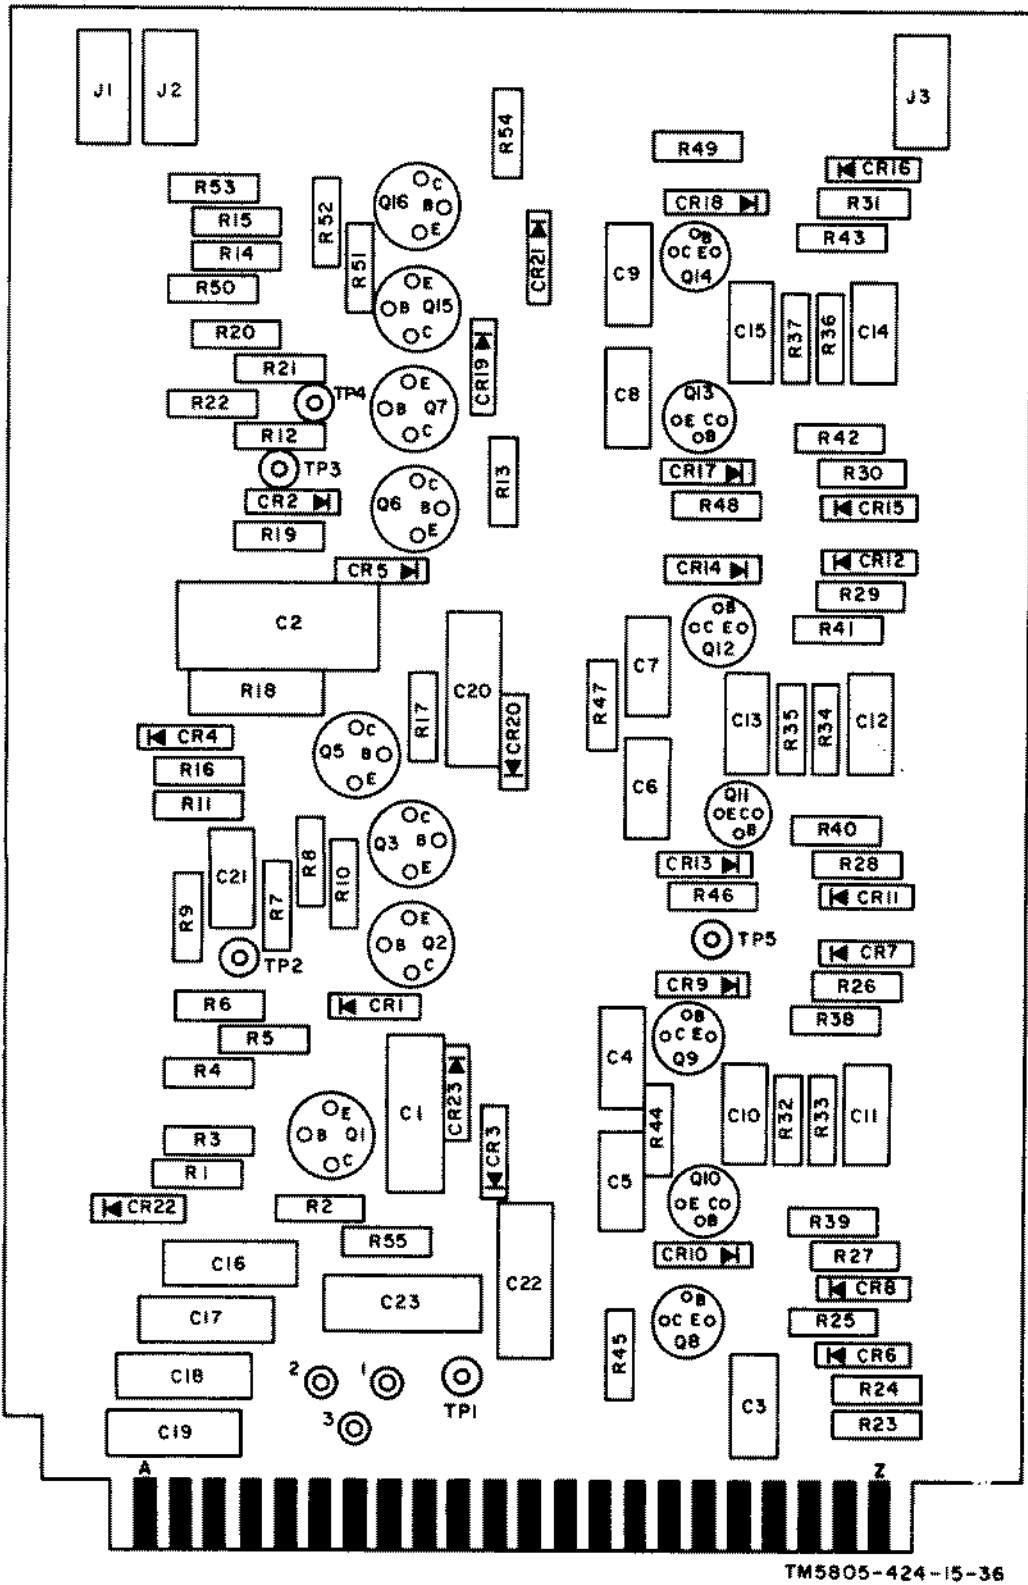 J1 J2 J3
R54
R49
CR16
R53 R52 Q16 C B E CR18 R31
R15 R51 CR21 C9 B C E Q14 R43
R14
R50 E B Q15 C C15 R37 R36 C14
R20 CR19
R21
R22 TP4 E B Q7 C C8 Q13 E C B
R12 R42
TP3 R13 CR17 R30
CR2 Q6 C B E R48 CR15
R19
CR5 CR14 CR12
R29
C2 B C E Q12 R41
R18 R17 C20 R47 C7 C13 R35 R34 C12
CR4 Q5 C B E CR20
R16 C6
R11 Q11 E C B
C21 R8 R10 Q3 C B E R40
R9 R7 CR13 R28
R46 CR11
TP2 E B Q2 C TP5 CR7
R6 CR1 CR9 R26
R5 C4 B C E Q9 R38
R4 C1 CR23
R3 E B Q1 C CR3 R44 C10 R32 R33 C11
R1 C5
CR22 R2 Q10 E C B R39
R55 CR10 R27
C16 C22 CR8
C17 C23 B C E Q8 R25
R45 CR6
C18 2 1 TP1 C3 R24
C19 3 R23
A Z
TM5805-424-15-36